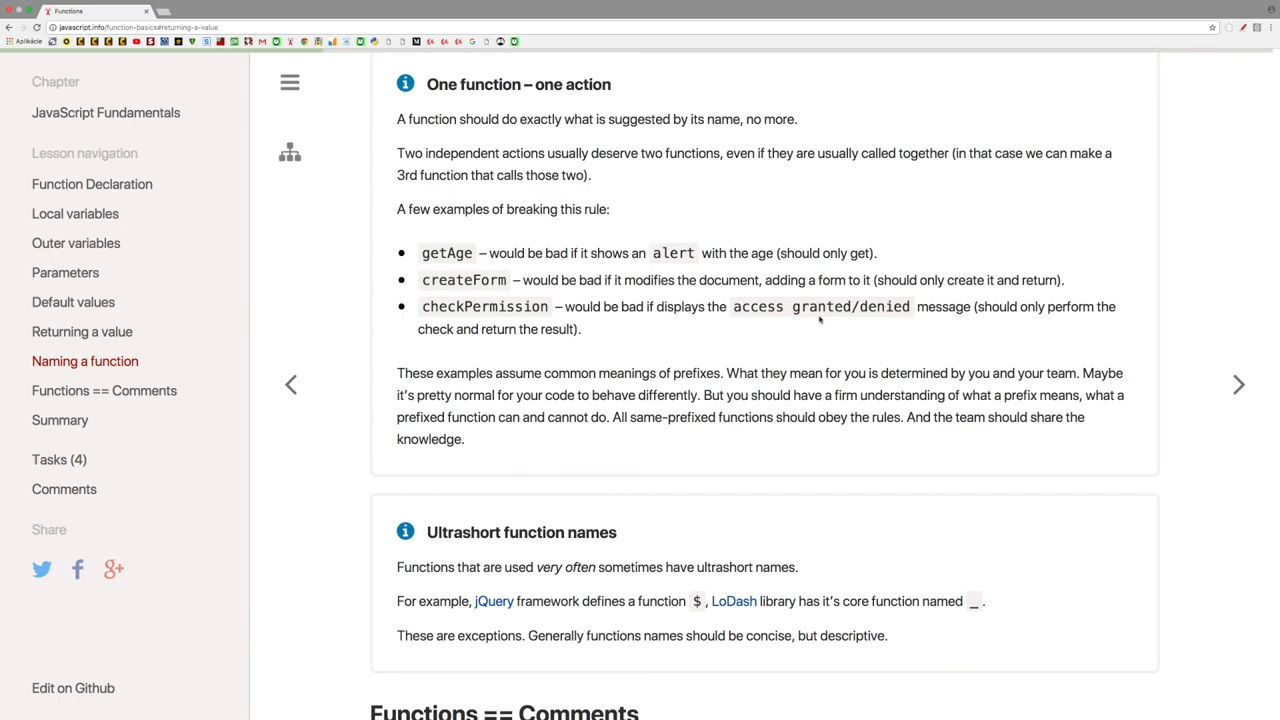 Functions
javascript.info/function-basics#returning-a-value
Aplikácie
Chapter
JavaScript Fundamentals
Lesson navigation
Function Declaration
Local variables
Outer variables
Parameters
Default values
Returning a value
Naming a function
Functions == Comments
Summary
Tasks (4)
Comments
Share
Edit on Github
One function – one action
A function should do exactly what is suggested by its name, no more.
Two independent actions usually deserve two functions, even if they are usually called together (in that case we can make a
3rd function that calls those two).
A few examples of breaking this rule:
getAge – would be bad if it shows an alert with the age (should only get).
createForm – would be bad if it modifies the document, adding a form to it (should only create it and return).
checkPermission – would be bad if displays the access granted/denied message (should only perform the
check and return the result).
These examples assume common meanings of prefixes. What they mean for you is determined by you and your team. Maybe
it's pretty normal for your code to behave differently. But you should have a firm understanding of what a prefix means, what a
prefixed function can and cannot do. All same-prefixed functions should obey the rules. And the team should share the
knowledge.
Ultrashort function names
Functions that are used very often sometimes have ultrashort names.
For example, jQuery framework defines a function $, LoDash library has it's core function named _.
These are exceptions. Generally functions names should be concise, but descriptive.
Functions == Comments